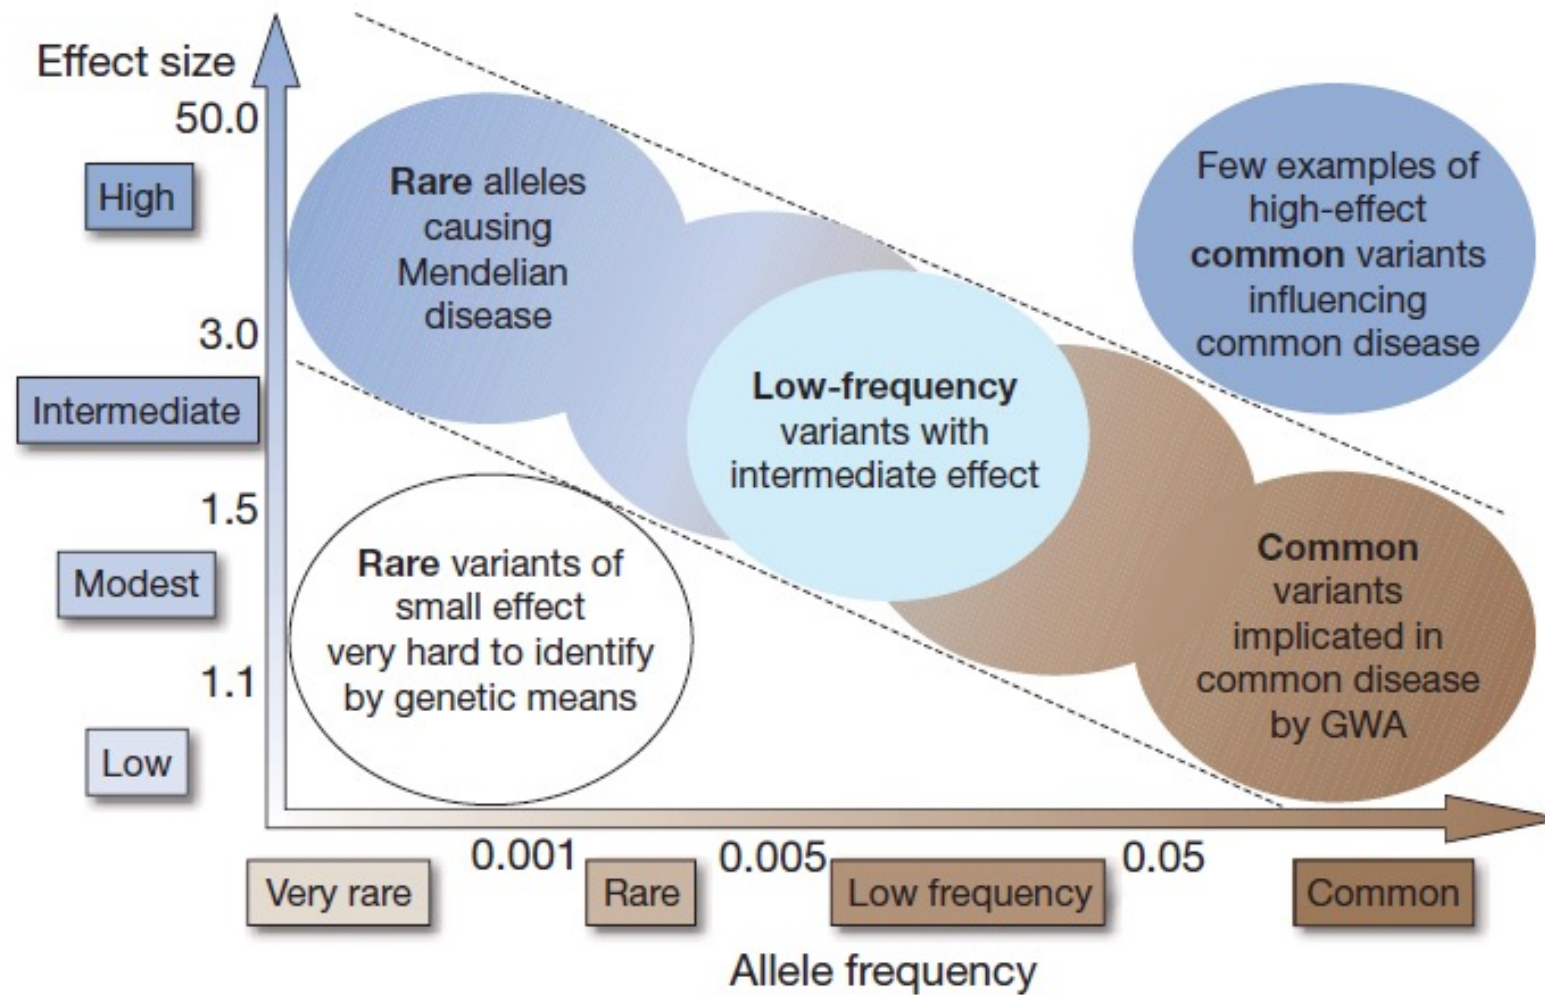 Effect size
50.0
High
3.0
Intermediate
1.5
Modest
1.1
Low
Rare alleles
causing
Mendelian
disease
Few examples of
high-effect
common variants
influencing
common disease
Low-frequency
variants with
intermediate effect
Rare variants of
small effect
very hard to identify
by genetic means
Common
variants
implicated in
common disease
by GWA
0.001
0.005
0.05
Very rare
Rare
Low frequency
Common
Allele frequency